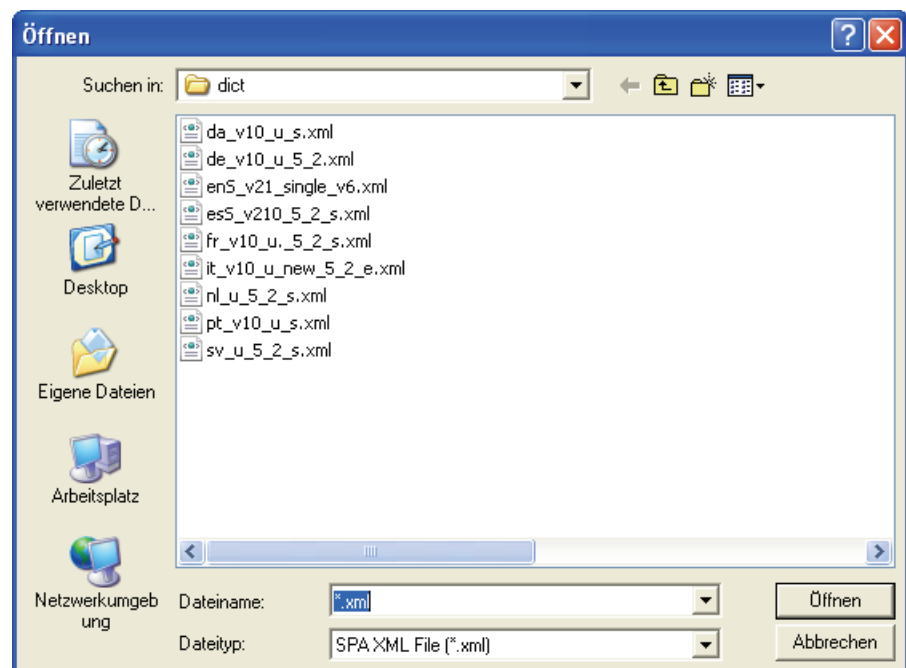 Öffnen
Suchen in: dict
da_v10_u_s.xml
de_v10_u_5_2.xml
en5_v21_single_v6.xml
es5_v210_5_2_s.xml
fr_v10_u._5_2_s.xml
it_v10_u_new_5_2_e.xml
nl_u_5_2_s.xml
pt_v10_u_s.xml
sv_u_5_2_s.xml
Zuletzt
verwendete D...
Desktop
Eigene Dateien
Arbeitsplatz
Netzwerkumgeb
ung
Dateiname: *.xml Öffnen
Dateityp: SPA XML File (*.xml) Abbrechen